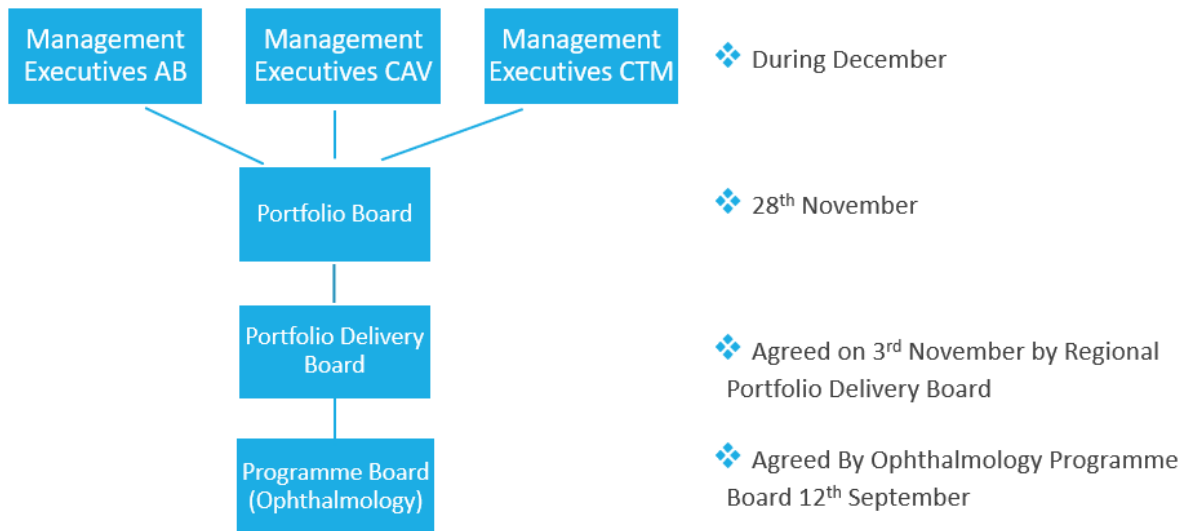 Management
Executives AB
Management
Executives CAV
Management
Executives CTM
❖ During December
Portfolio Board
❖ 28th November
Portfolio Delivery
Board
❖ Agreed on 3rd November by Regional
Portfolio Delivery Board
Programme Board
(Ophthalmology)
❖ Agreed By Ophthalmology Programme
Board 12th September